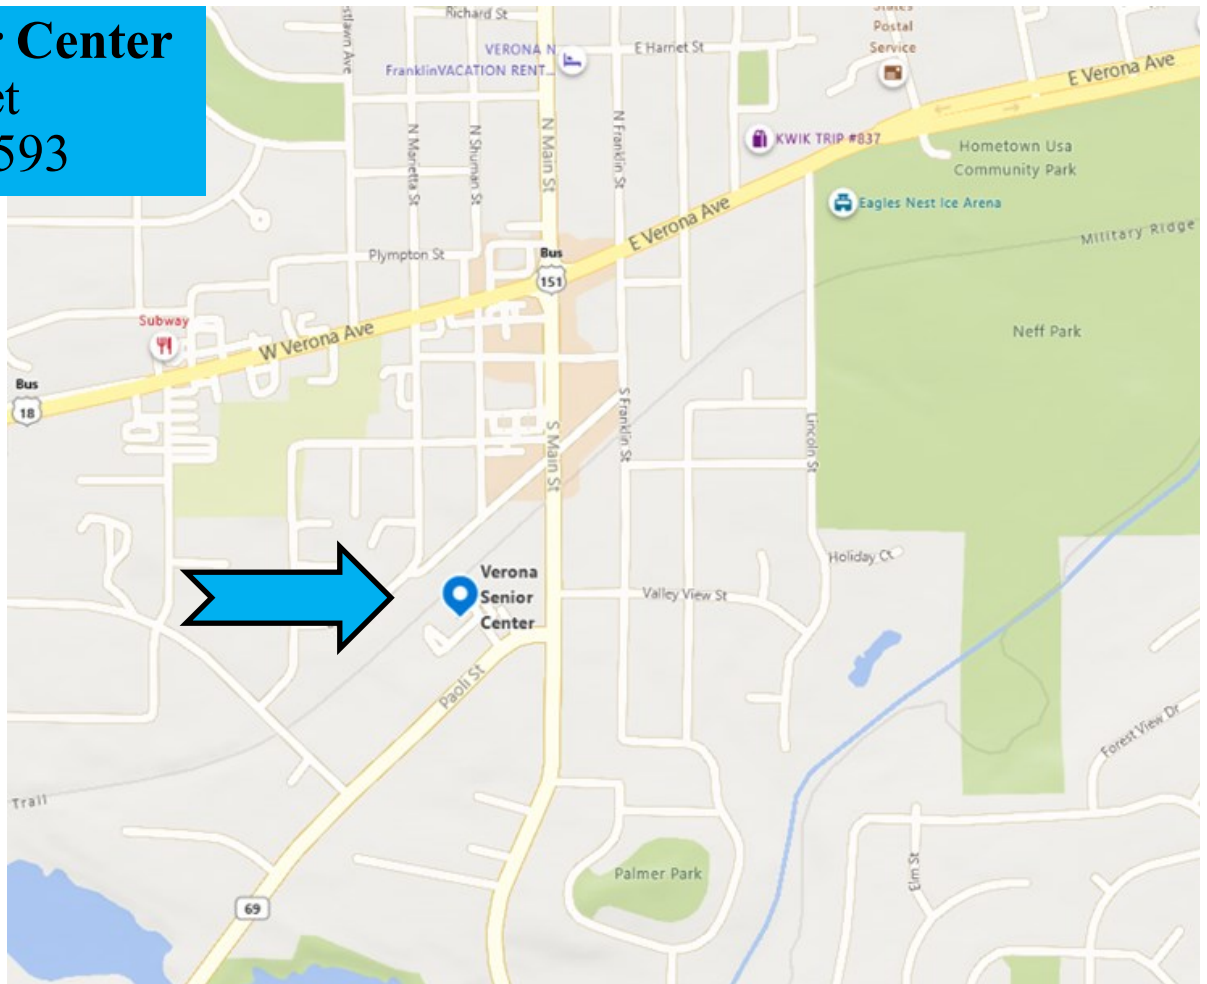 r Center
et
593
Richard St
stlawn Ave
VERONA N
FranklinVACATION RENT...
E Harriet St
States
Postal
Service
E Verona Ave
N Marietta St
N Shuman St
N Main St
N Franklin St
KWIK TRIP #837
Hometown Usa
Community Park
Eagles Nest Ice Arena
E Verona Ave
Military Ridge
Plympton St
Bus
151
Subway
W Verona Ave
Neff Park
Bus
18
S Franklin St
Lincoln St
S Main St
Holiday Ct
Verona
Senior
Center
Valley View St
Paoli St
Forest View Dr
Trail
Palmer Park
Elm St
69